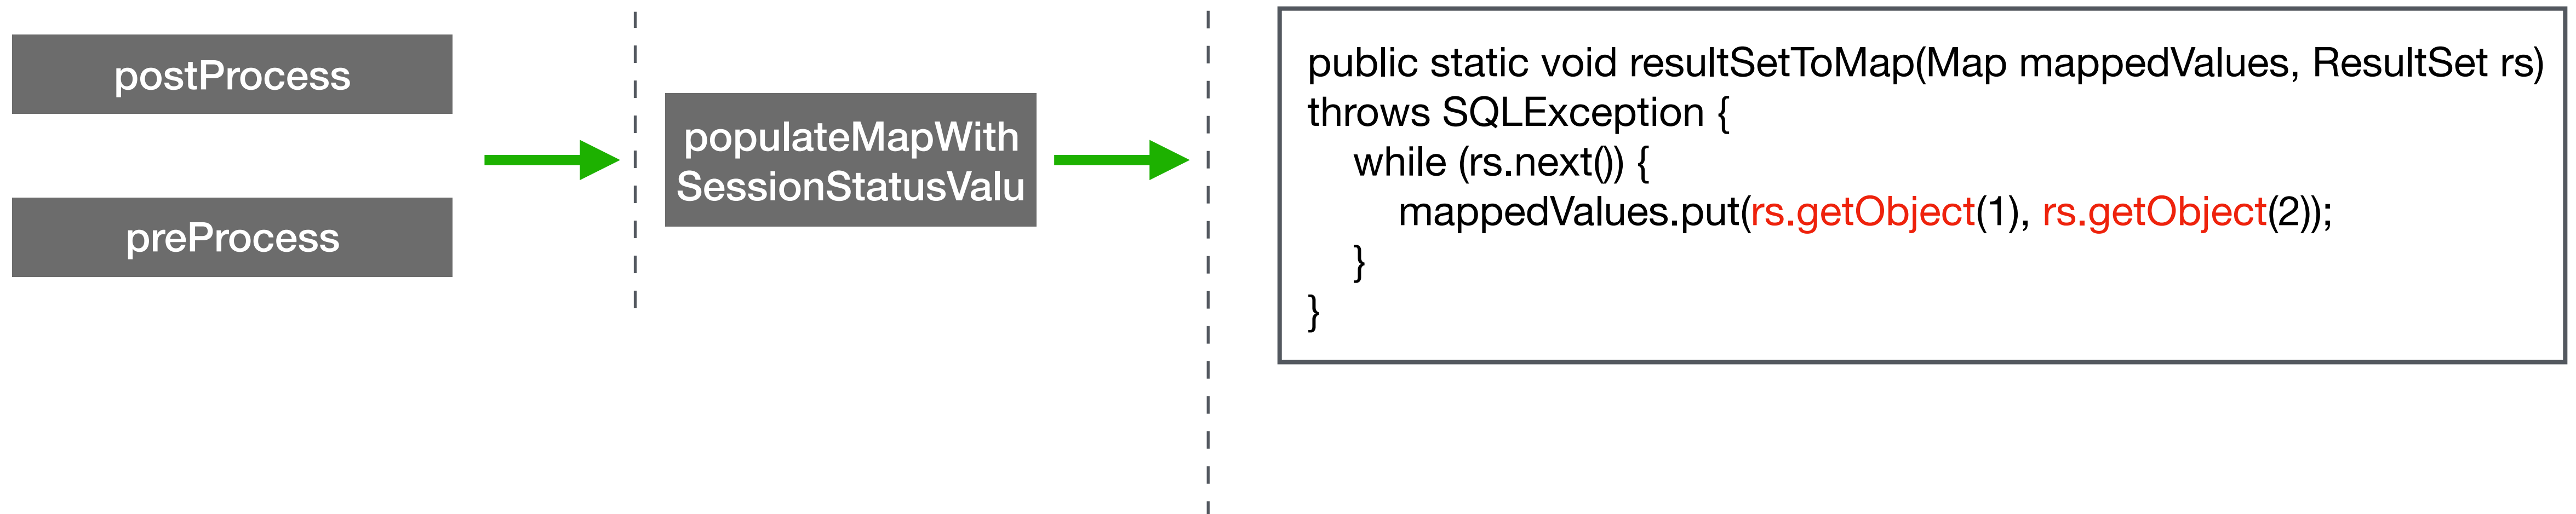 postProcess
preProcess
populateMapWith
SessionStatusValu
public static void resultSetToMap(Map mappedValues, ResultSet rs)
throws SQLException {
while (rs.next()) {
mappedValues.put(rs.getObject(1), rs.getObject(2));
}
}